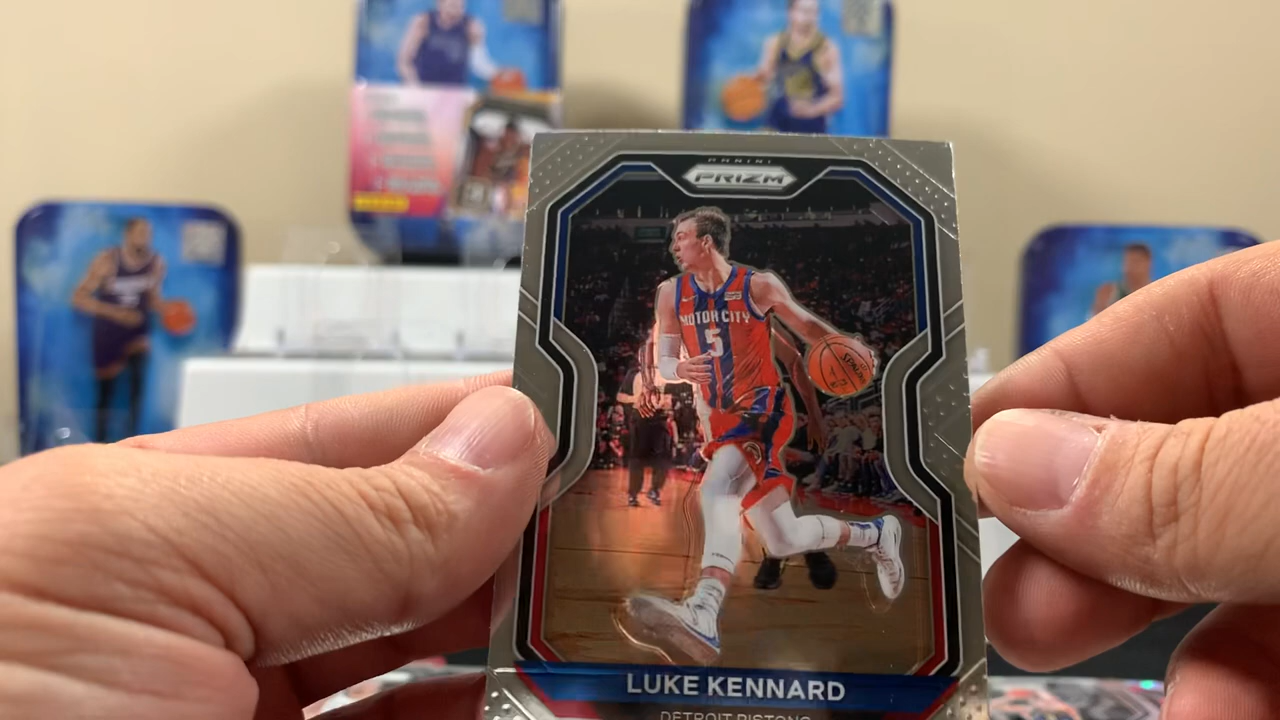 PANINI
PRIZM
MOTOR CITY
5
SPALDING
LUKE KENNARD
DETROIT PISTONS